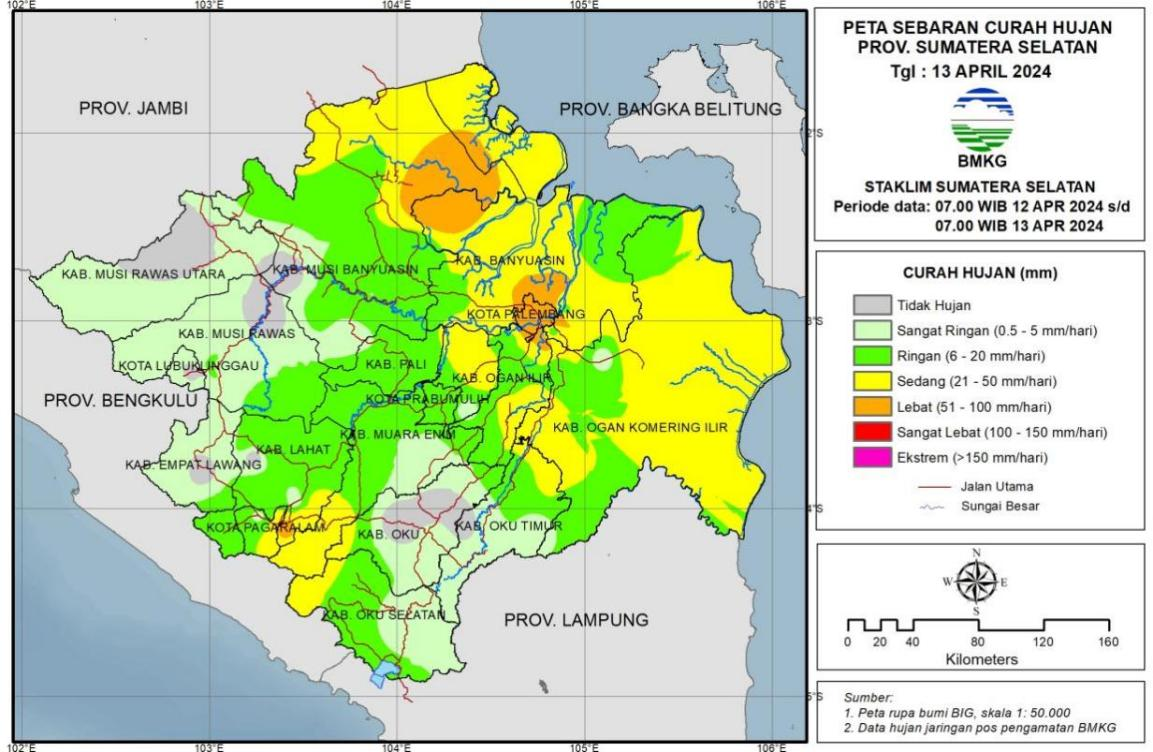 102°E 103°E 104°E 105°E 106°E
PROV. JAMBI
PROV. BANGKA BELITUNG
2°S
KAB. MUSI RAWAS UTARA
KAB. MUSI BANYUASIN
KAB. BANYUASIN
KOTA PALEMBANG
3°S
KAB. MUSI RAWAS
KOTA LUBUKLINGGAU
KAB. PALI
KAB. OGAN ILIR
PROV. BENGKULU
KOTA PRABUMULIH
KAB. OGAN KOMERING ILIR
KAB. MUARA ENIM
KAB. LAHAT
KAB. EMPAT LAWANG
4°S
KOTA PAGARALAM
KAB. OKU
KAB. OKU TIMUR
KAB. OKU SELATAN
PROV. LAMPUNG
5°S
102°E 103°E 104°E 105°E 106°E
PETA SEBARAN CURAH HUJAN
PROV. SUMATERA SELATAN
Tgl : 13 APRIL 2024
BMKG
STAKLIM SUMATERA SELATAN
Periode data: 07.00 WIB 12 APR 2024 s/d
07.00 WIB 13 APR 2024
CURAH HUJAN (mm)
Tidak Hujan
Sangat Ringan (0.5 - 5 mm/hari)
Ringan (6 - 20 mm/hari)
Sedang (21 - 50 mm/hari)
Lebat (51 - 100 mm/hari)
Sangat Lebat (100 - 150 mm/hari)
Ekstrem (>150 mm/hari)
Jalan Utama
Sungai Besar
N
W E
S
0 20 40 80 120 160
Kilometers
Sumber:
1. Peta rupa bumi BIG, skala 1: 50.000
2. Data hujan jaringan pos pengamatan BMKG